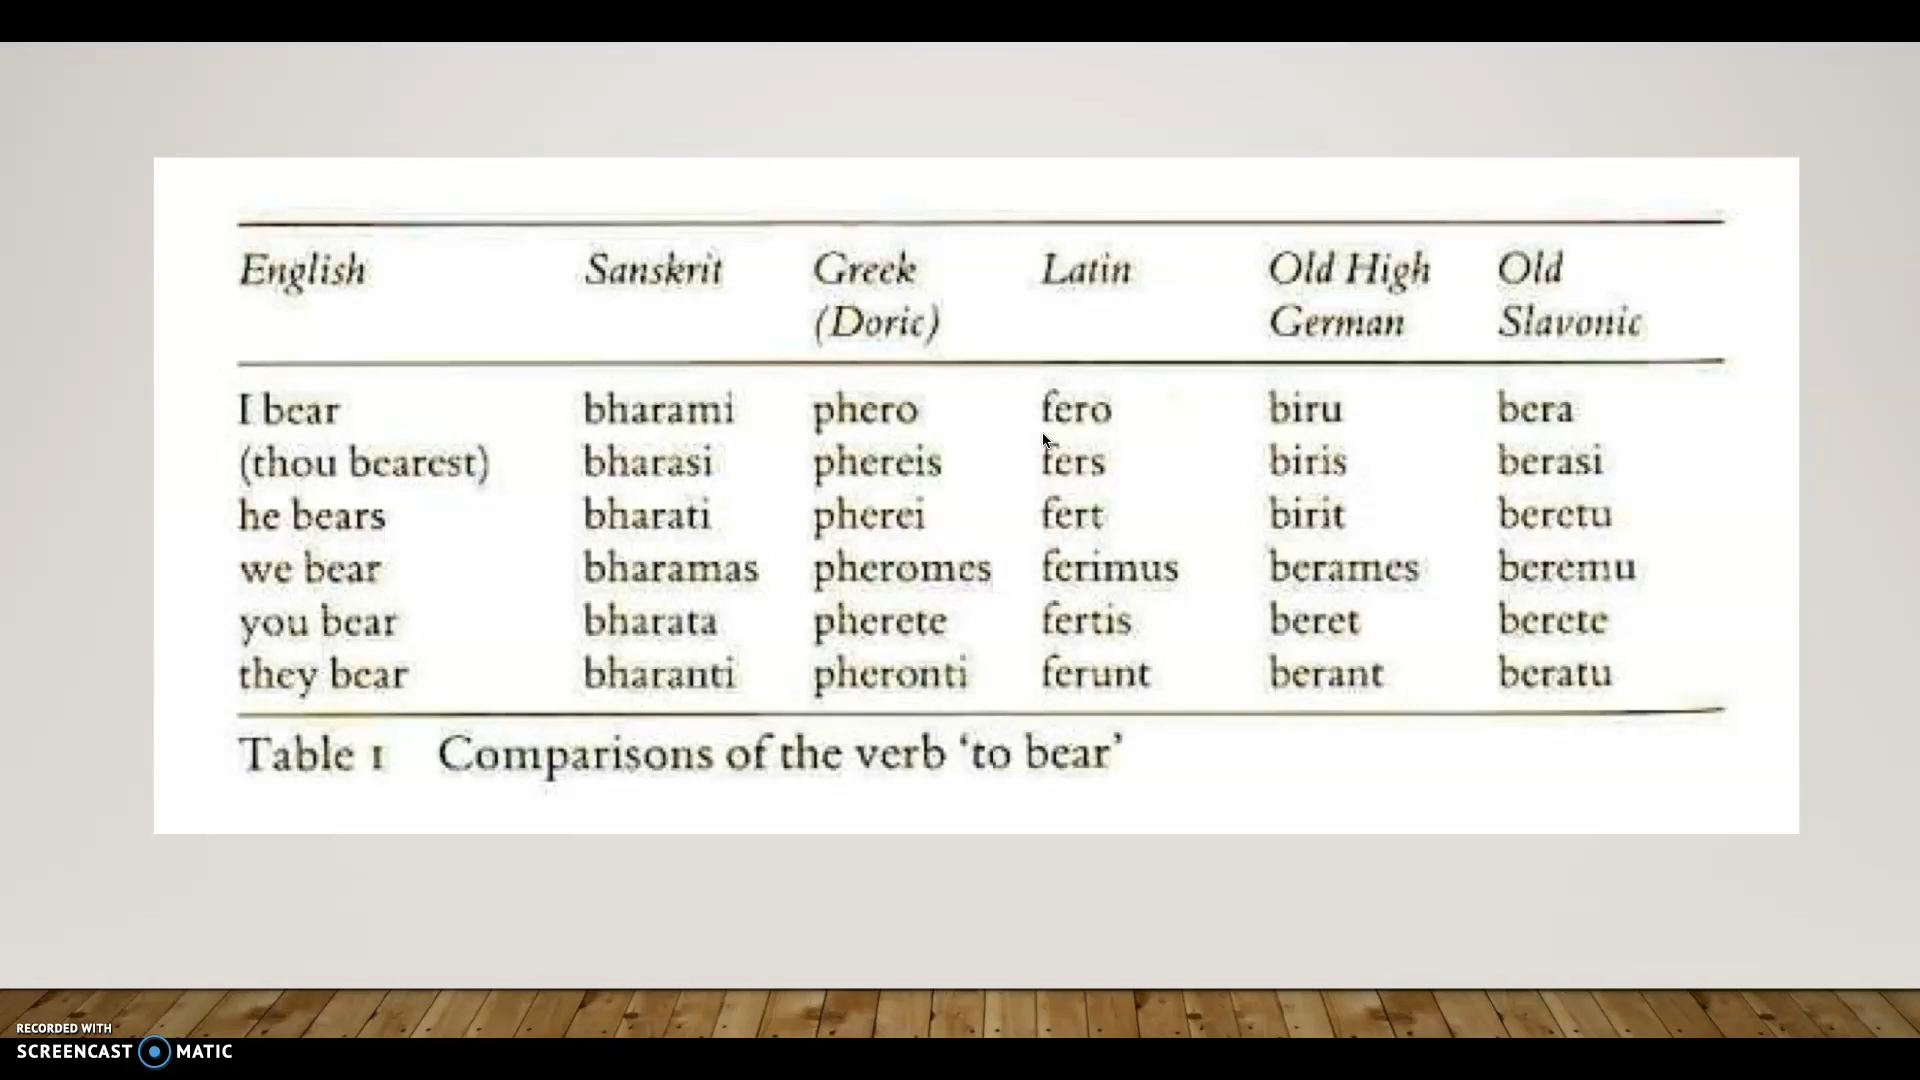 English Sanskrit Greek Latin Old High Old
(Doric) German Slavonic
I bear bharami phero fero biru bera
(thou bearest) bharasi phereis fers biris berasi
he bears bharati pherei fert birit beretu
we bear bharamas pheromes ferimus berames beremu
you bear bharata pherete fertis beret berete
they bear bharanti pheronti ferunt berant beratu
Table 1 Comparisons of the verb ‘to bear’
RECORDED WITH
SCREENCAST MATIC